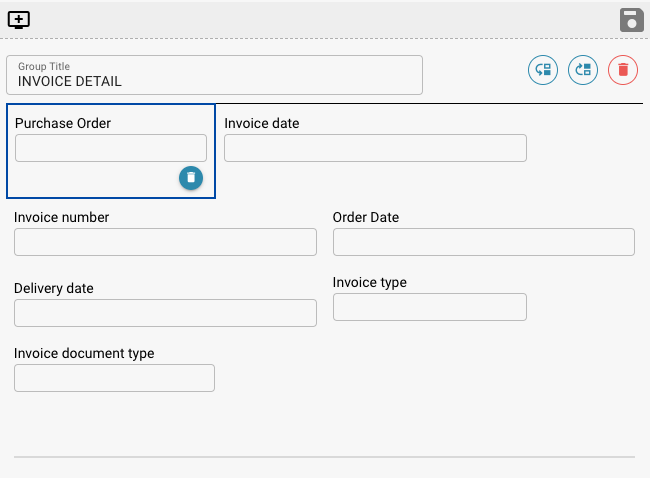 Group Title
INVOICE DETAIL
Purchase Order
Invoice date
Invoice number
Order Date
Delivery date
Invoice type
Invoice document type